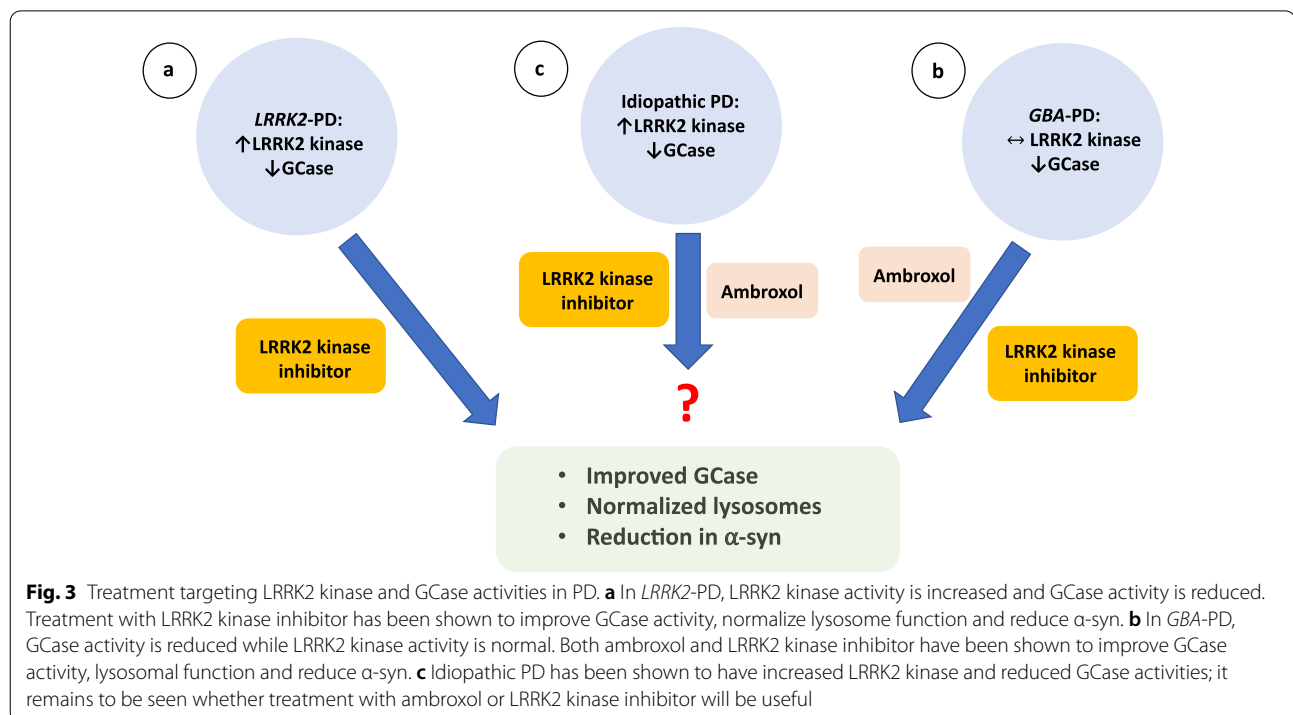 a
LRRK2-PD:
↑LRRK2 kinase
↓GCase
c
Idiopathic PD:
↑LRRK2 kinase
↓GCase
b
GBA-PD:
↔ LRRK2 kinase
↓GCase
LRRK2 kinase
inhibitor
LRRK2 kinase
inhibitor
Ambroxol
Ambroxol
LRRK2 kinase
inhibitor
?
• Improved GCase
• Normalized lysosomes
• Reduction in α-syn
Fig. 3 Treatment targeting LRRK2 kinase and GCase activities in PD. a In LRRK2-PD, LRRK2 kinase activity is increased and GCase activity is reduced.
Treatment with LRRK2 kinase inhibitor has been shown to improve GCase activity, normalize lysosome function and reduce α-syn. b In GBA-PD,
GCase activity is reduced while LRRK2 kinase activity is normal. Both ambroxol and LRRK2 kinase inhibitor have been shown to improve GCase
activity, lysosomal function and reduce α-syn. c Idiopathic PD has been shown to have increased LRRK2 kinase and reduced GCase activities; it
remains to be seen whether treatment with ambroxol or LRRK2 kinase inhibitor will be useful